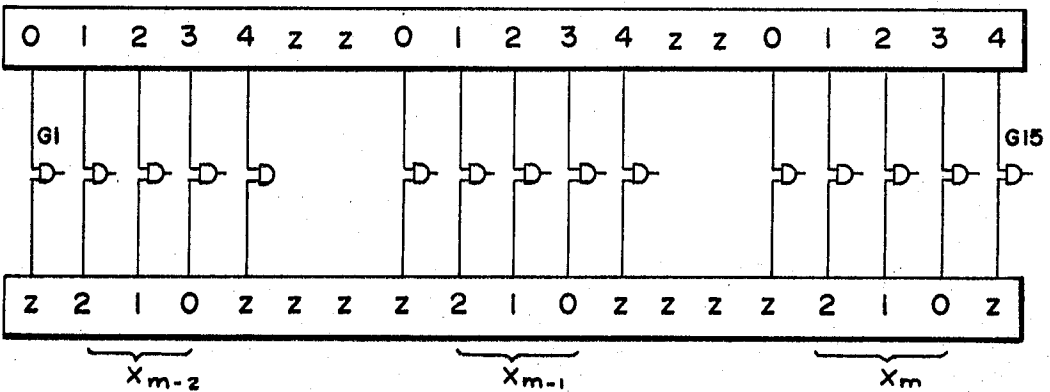 0 1 2 3 4 z z 0 1 2 3 4 z z 0 1 2 3 4
G1 G15
z 2 1 0 z z z z 2 1 0 z z z z 2 1 0 z
Xm-2 Xm-1 Xm